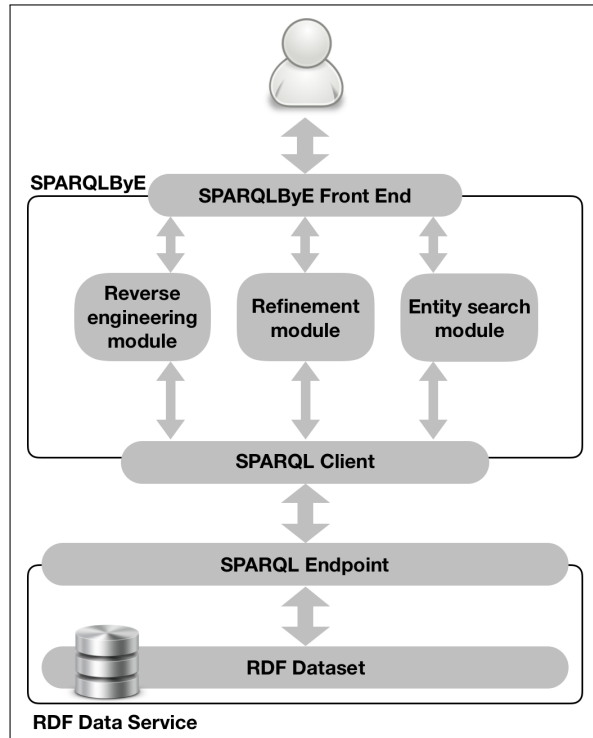 SPARQLByE
SPARQLByE Front End
Reverse
engineering
module
Refinement
module
Entity search
module
SPARQL Client
SPARQL Endpoint
RDF Dataset
RDF Data Service